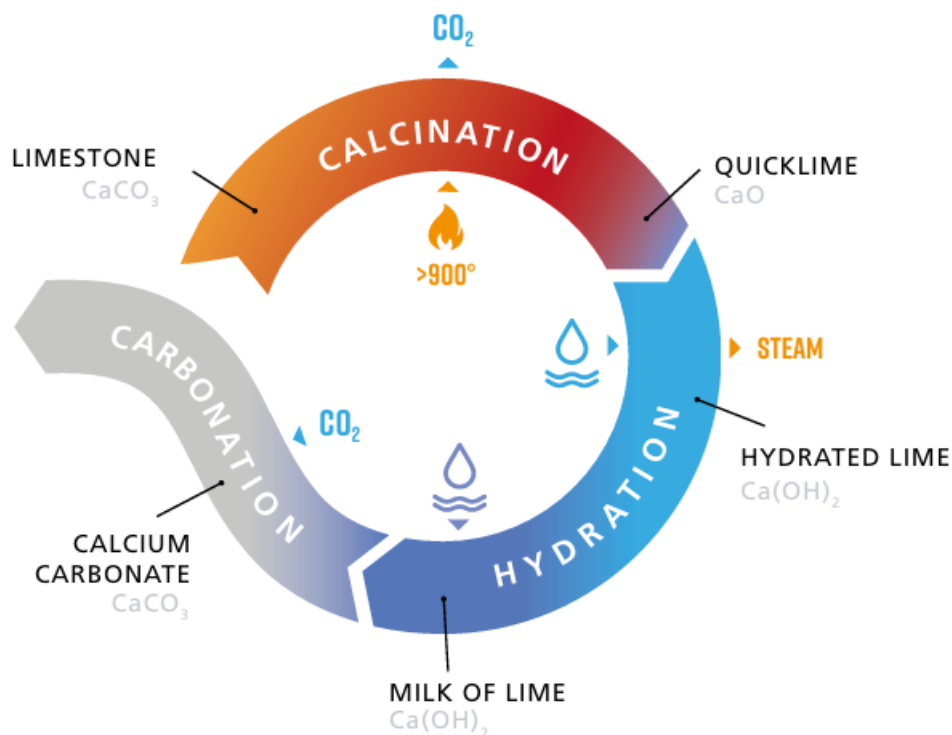 CO₂
CALCINATION
LIMESTONE
CaCO₃
QUICKLIME
CaO
>900°
STEAM
CARBONATION
CO₂
HYDRATION
HYDRATED LIME
Ca(OH)₂
CALCIUM
CARBONATE
CaCO₃
MILK OF LIME
Ca(OH)₂